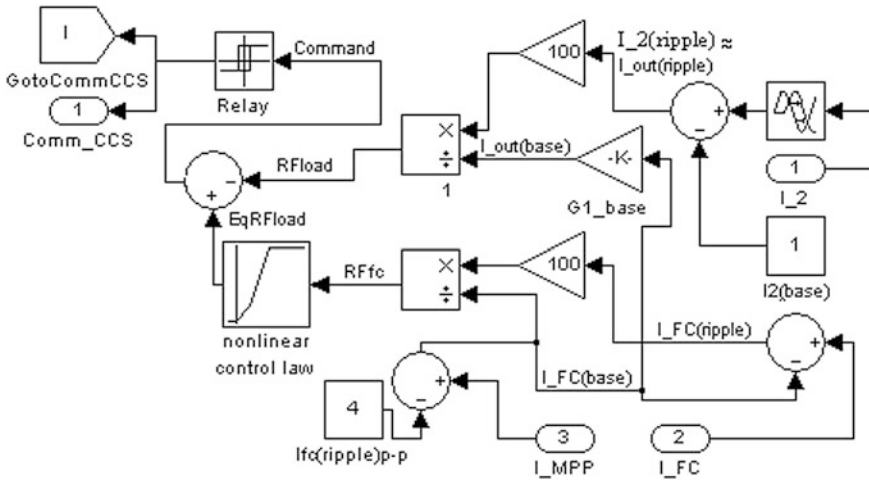 I
GotoCommCCS
1
Comm_CCS
Relay
Command
100
I_2(ripple) ≈
I_out(ripple)
+
−
1
I_2
1
I2(base)
-K-
G1_base
I_out(base)
×
÷
1
RFload
−
+
EqRFload
nonlinear
control law
RFfc
×
÷
100
I_FC(ripple)
+
−
I_FC(base)
+
−
4
Ifc(ripple)p-p
3
I_MPP
2
I_FC